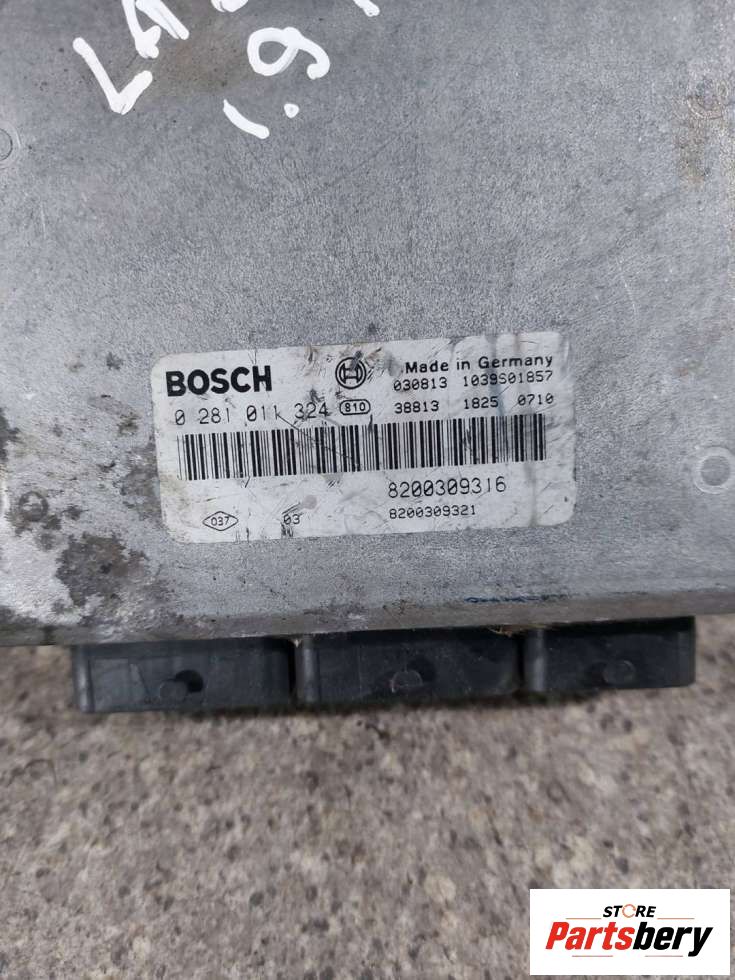 1.9
BOSCH
Made in Germany
030813 1039S01857
0 281 011 324 810 38813 1825 0710
8200309316
037 03 8200309321
STORE
Partsbery